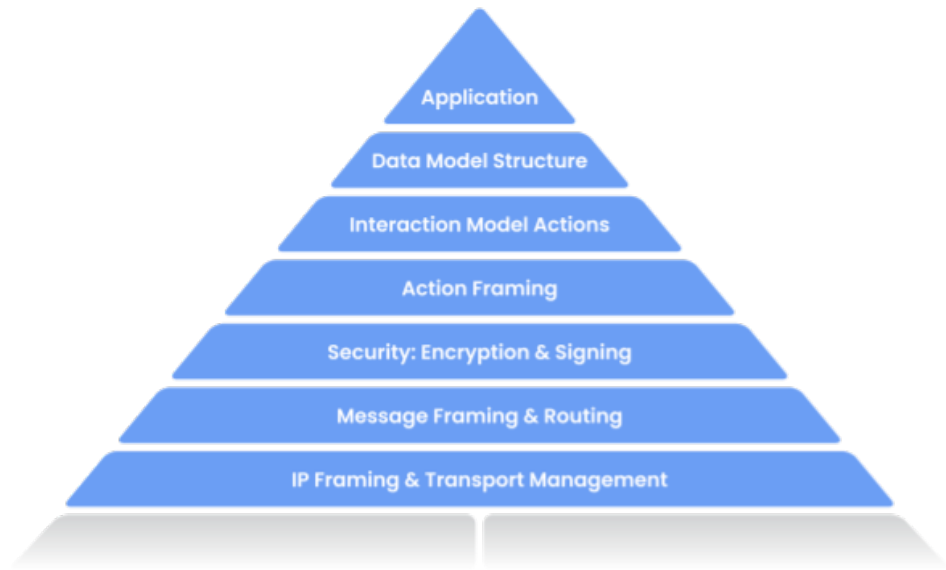 Application
Data Model Structure
Interaction Model Actions
Action Framing
Security: Encryption & Signing
Message Framing & Routing
IP Framing & Transport Management